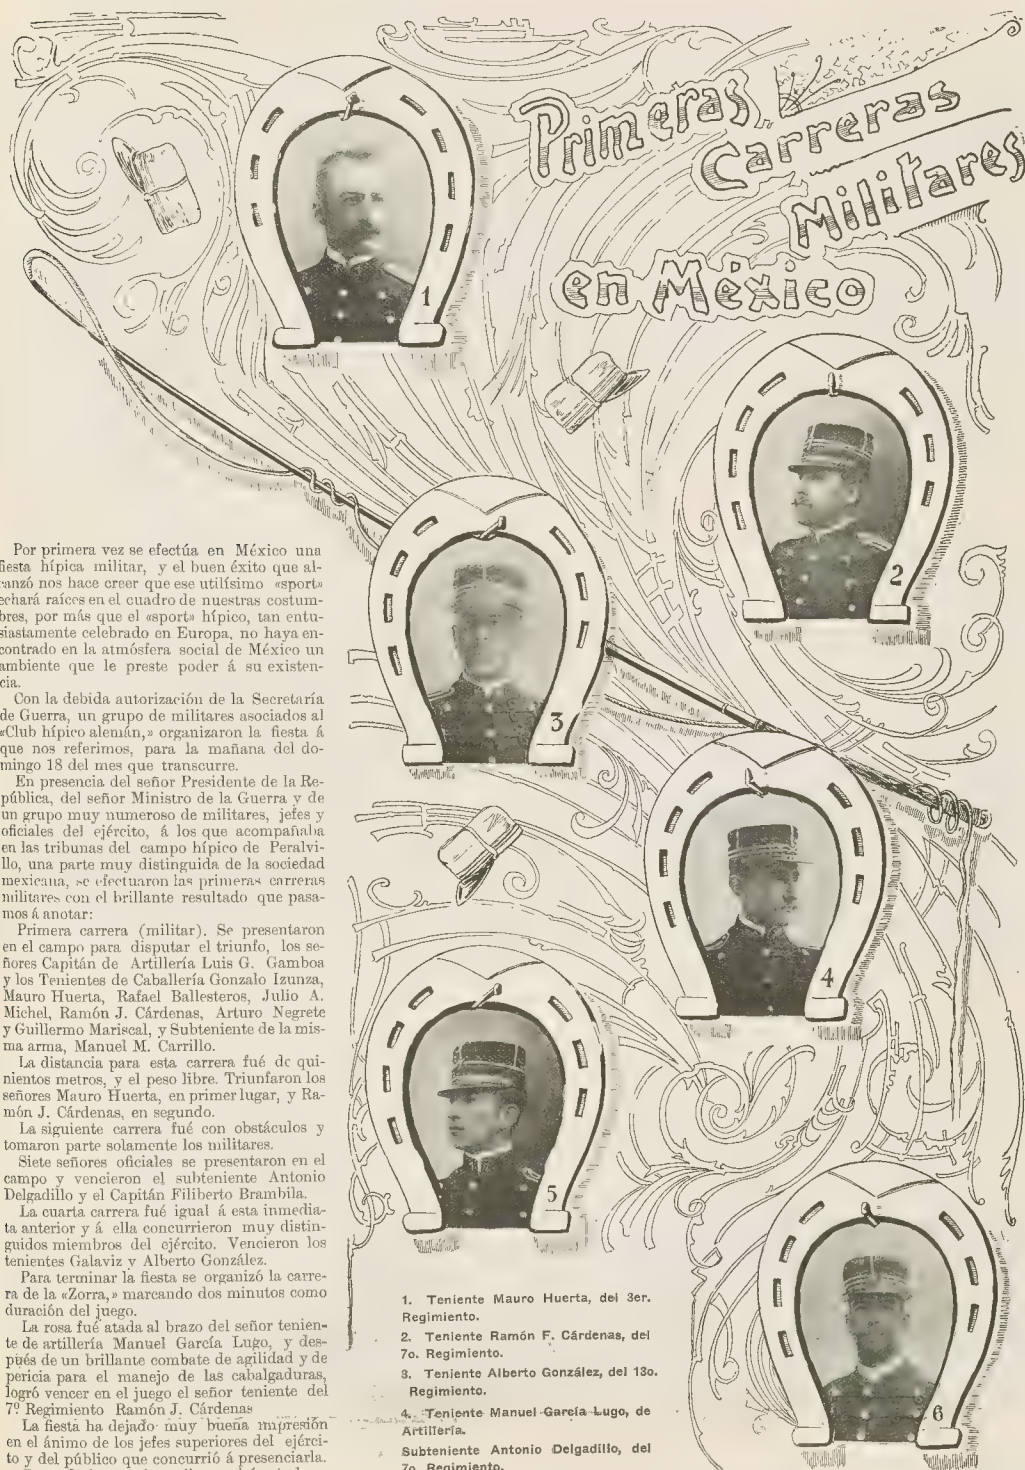 Primeras
Carreras
Militares
en México
1
2
3
4
5
6
Por primera vez se efectúa en México una
fiesta hípica militar, y el buen éxito que al-
canzó nos hace creer que ese utilísimo «sport»
echará raíces en el cuadro de nuestras costum-
bres, por más que el «sport» hípico, tan entu-
siastamente celebrado en Europa, no haya en-
contrado en la atmósfera social de México un
ambiente que le preste poder á su existen-
cia.
Con la debida autorización de la Secretaría
de Guerra, un grupo de militares asociados al
«Club hípico alemán,» organizaron la fiesta á
que nos referimos, para la mañana del do-
mingo 18 del mes que transcurre.
En presencia del señor Presidente de la Re-
pública, del señor Ministro de la Guerra y de
un grupo muy numeroso de militares, jefes y
oficiales del ejército, á los que acompañaba
en las tribunas del campo hípico de Peralvi-
llo, una parte muy distinguida de la sociedad
mexicana, se efectuaron las primeras carreras
militares con el brillante resultado que pasa-
mos á anotar:
Primera carrera (militar). Se presentaron
en el campo para disputar el triunfo, los se-
ñores Capitán de Artillería Luis G. Gamboa
y los Tenientes de Caballería Gonzalo Izunza,
Mauro Huerta, Rafael Ballesteros, Julio A.
Michel, Ramón J. Cárdenas, Arturo Negrete
y Guillermo Mariscal, y Subteniente de la mis-
ma arma, Manuel M. Carrillo.
La distancia para esta carrera fué de qui-
nientos metros, y el peso libre. Triunfaron los
señores Mauro Huerta, en primer lugar, y Ra-
món J. Cárdenas, en segundo.
La siguiente carrera fué con obstáculos y
tomaron parte solamente los militares.
Siete señores oficiales se presentaron en el
campo y vencieron el subteniente Antonio
Delgadillo y el Capitán Filiberto Brambila.
La cuarta carrera fué igual á esta inmedia-
ta anterior y á ella concurrieron muy distin-
guidos miembros del ejército. Vencieron los
tenientes Galaviz y Alberto González.
Para terminar la fiesta se organizó la carre-
ra de la «Zorra,» marcando dos minutos como
duración del juego.
La rosa fué atada al brazo del señor tenien-
te de artillería Manuel García Lugo, y des-
pués de un brillante combate de agilidad y de
pericia para el manejo de las cabalgaduras,
logró vencer en el juego el señor teniente del
7º Regimiento Ramón J. Cárdenas
La fiesta ha dejado muy buena impresión
en el ánimo de los jefes superiores del ejérci-
to y del público que concurrió á presenciarla.
1. Teniente Mauro Huerta, del 3er.
Regimiento.
2. Teniente Ramón F. Cárdenas, del
7o. Regimiento.
3. Teniente Alberto González, del 13o.
Regimiento.
4. Teniente Manuel García Lugo, de
Artillería.
Subteniente Antonio Delgadillo, del
7o. Regimiento.